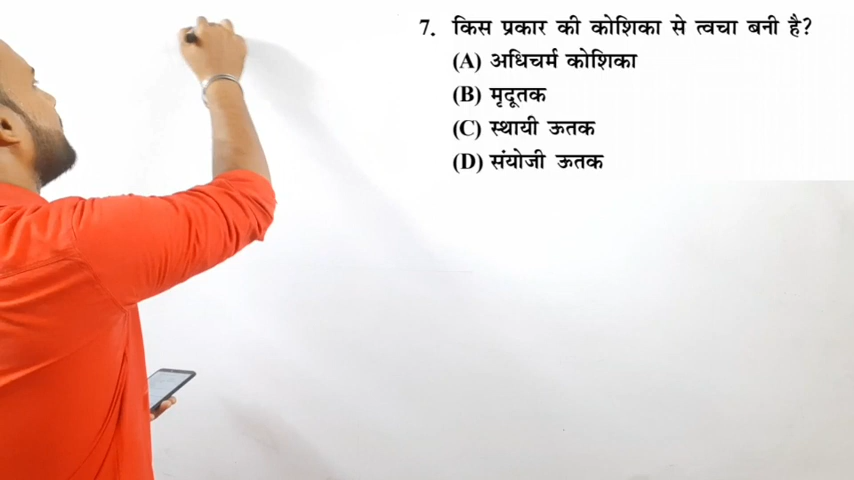 7. किस प्रकार की कोशिका से त्वचा बनी है?
(A) अधिचर्म कोशिका
(B) मृदूतक
(C) स्थायी ऊतक
(D) संयोजी ऊतक